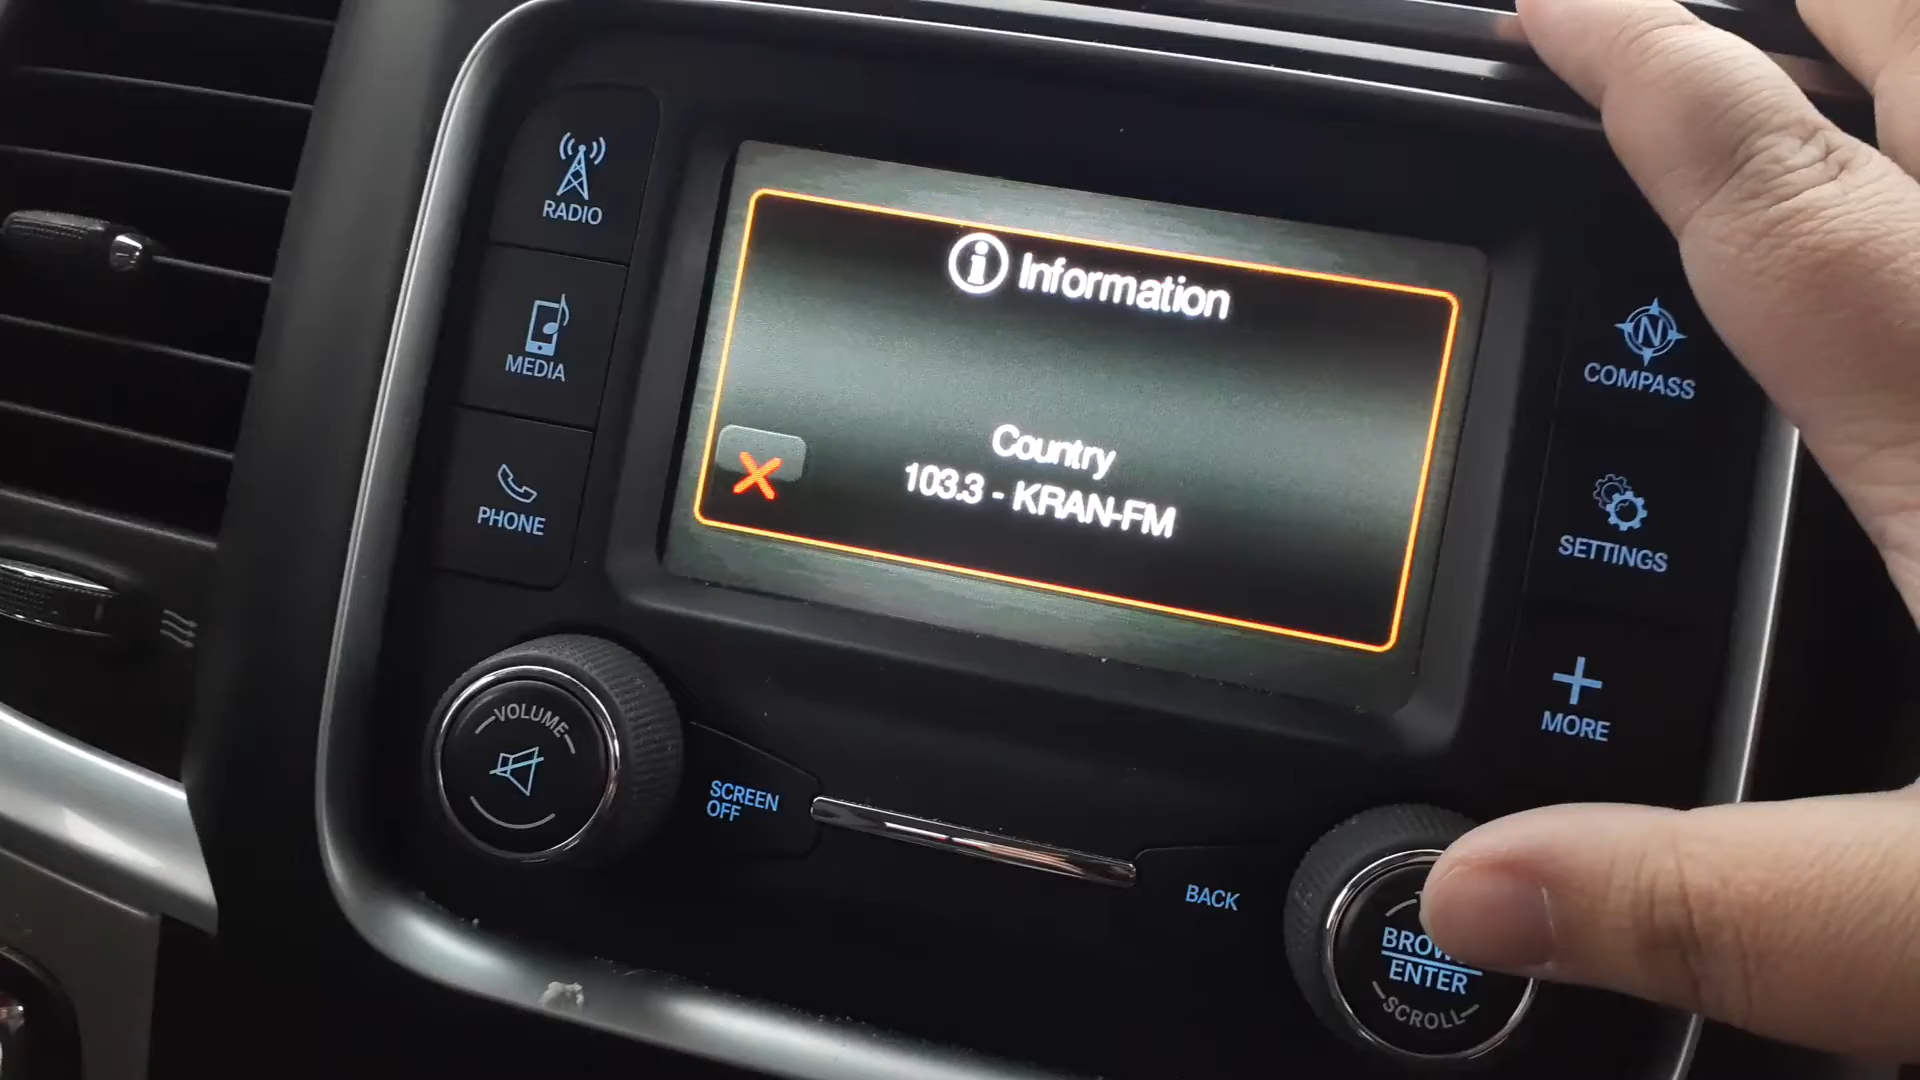 RADIO
MEDIA
PHONE
Information
Country
103.3 - KRAN-FM
N
COMPASS
SETTINGS
MORE
VOLUME
SCREEN
OFF
BACK
ENTER
SCROLL